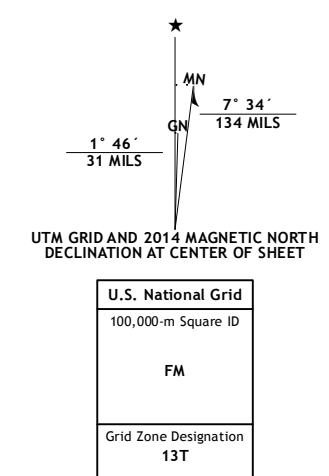 ★
MN
7° 34´
134 MILS
GN
1° 46´
31 MILS
UTM GRID AND 2014 MAGNETIC NORTH
DECLINATION AT CENTER OF SHEET
U.S. National Grid
100,000-m Square ID
FM
Grid Zone Designation
13T